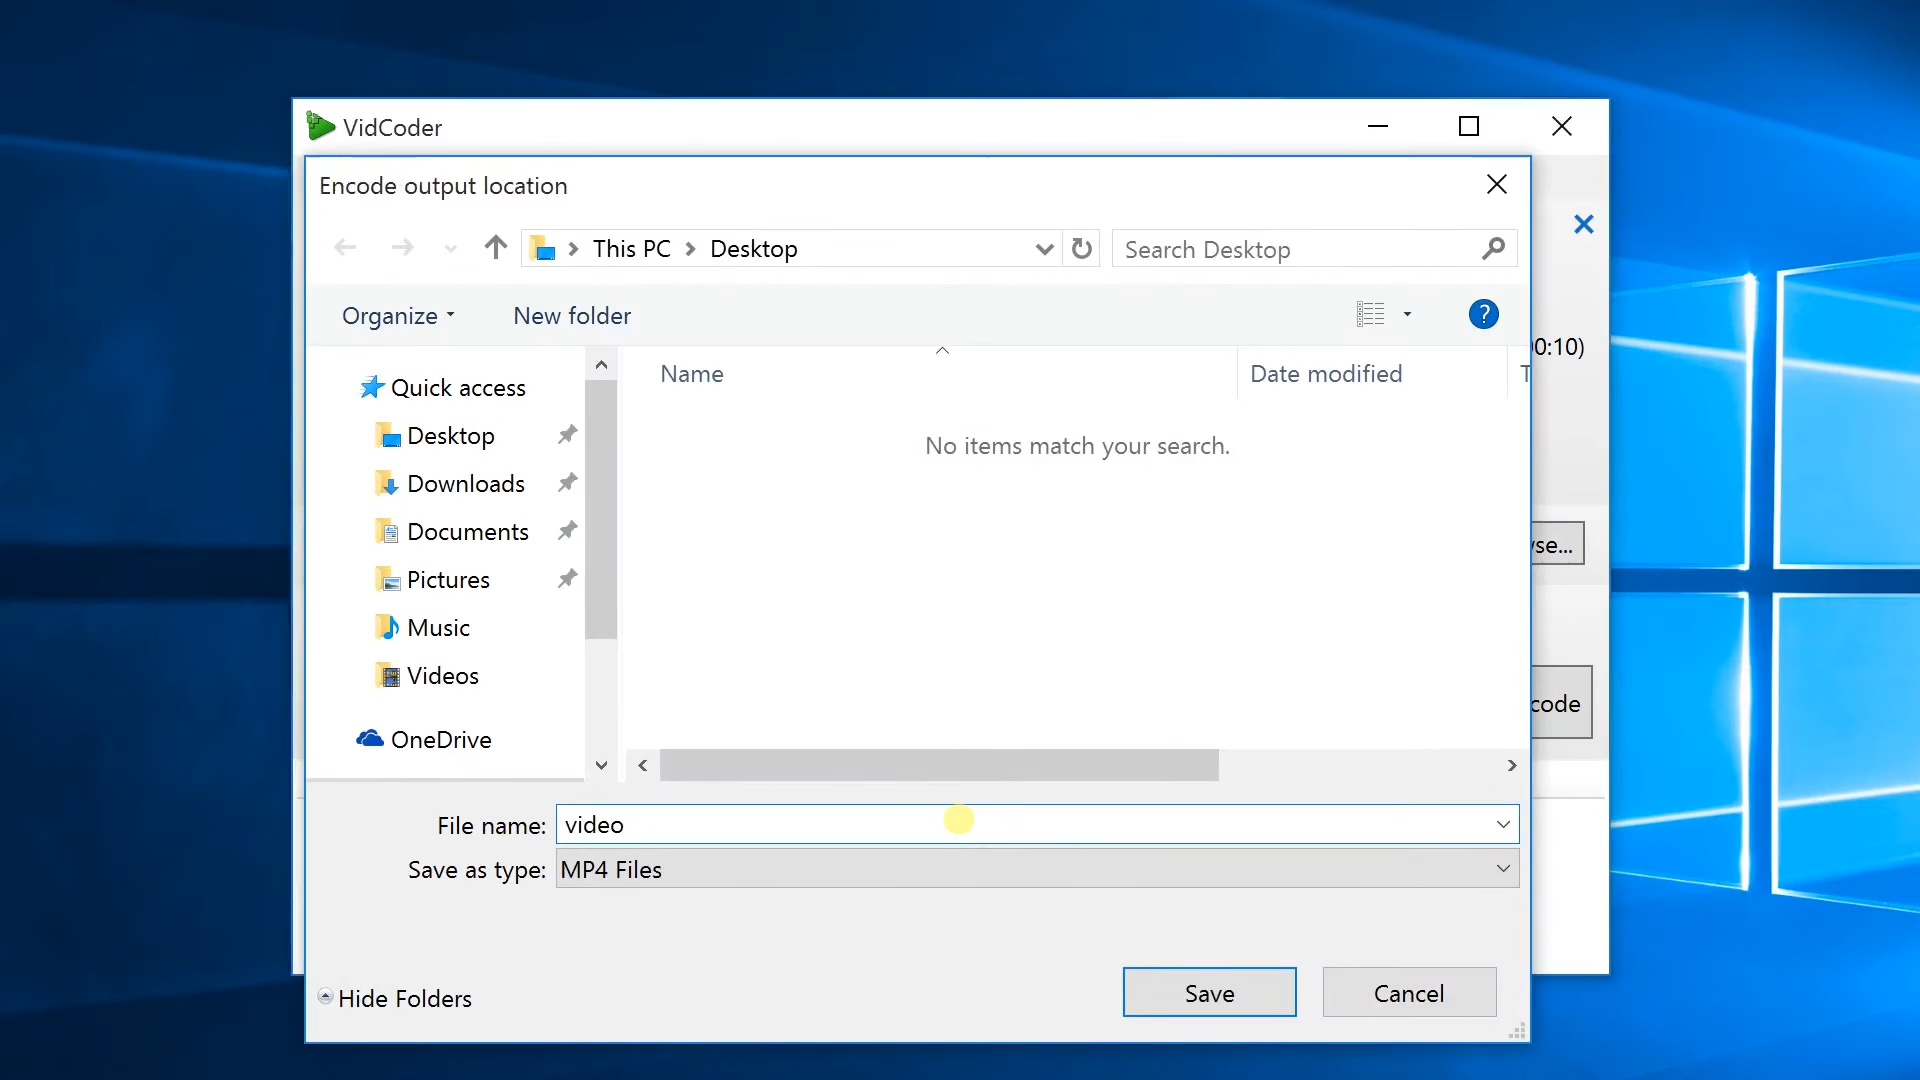 VidCoder
Encode output location
This PC > Desktop
Search Desktop
Organize
New folder
?
0:10)
Name
Date modified
Quick access
No items match your search.
Desktop
Downloads
Documents
se...
Pictures
Music
Videos
code
OneDrive
File name: video
Save as type: MP4 Files
Hide Folders
Save
Cancel